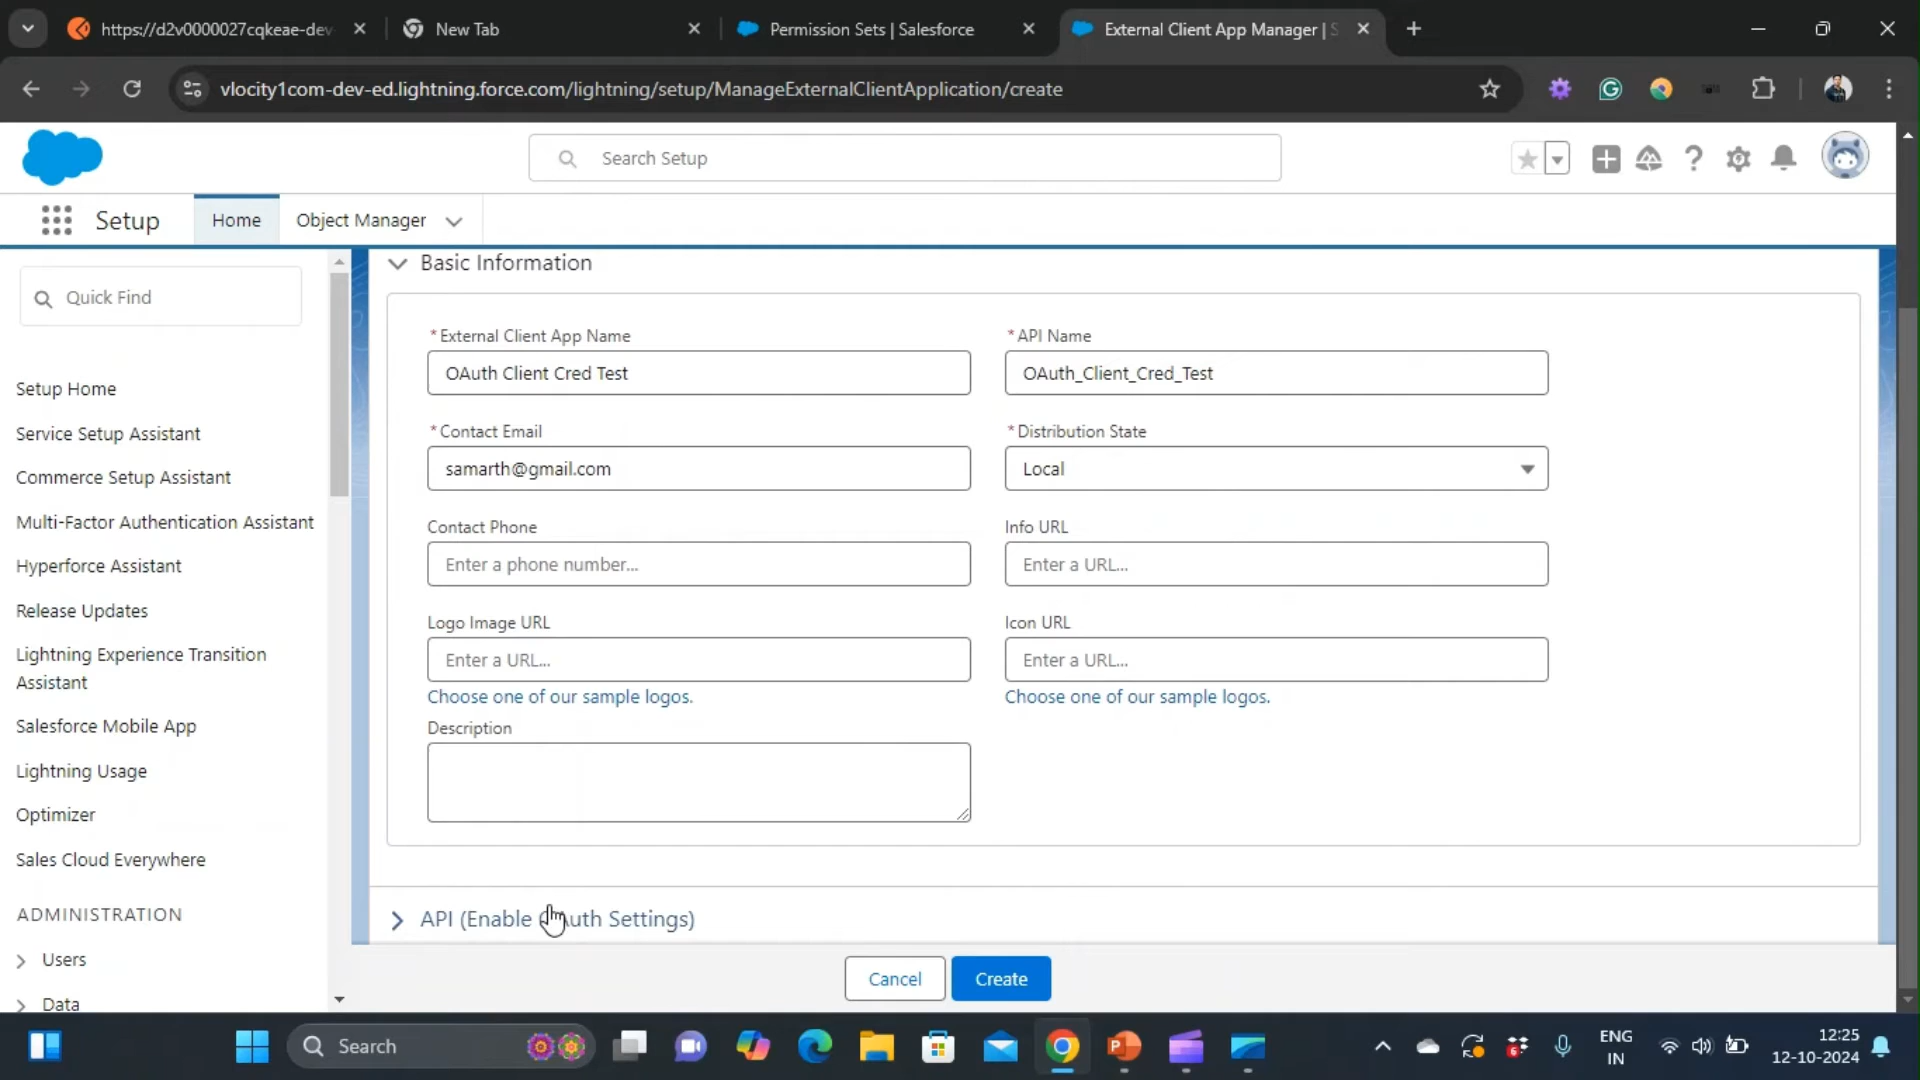 https://d2v0000027cqkeae-dev
New Tab
Permission Sets | Salesforce
External Client App Manager | S
vlocity1com-dev-ed.lightning.force.com/lightning/setup/ManageExternalClientApplication/create
Search Setup
Setup
Home
Object Manager
Quick Find
Setup Home
Service Setup Assistant
Commerce Setup Assistant
Multi-Factor Authentication Assistant
Hyperforce Assistant
Release Updates
Lightning Experience Transition
Assistant
Salesforce Mobile App
Lightning Usage
Optimizer
Sales Cloud Everywhere
ADMINISTRATION
Users
Data
Basic Information
*External Client App Name
OAuth Client Cred Test
*API Name
OAuth_Client_Cred_Test
*Contact Email
samarth@gmail.com
*Distribution State
Local
Contact Phone
Enter a phone number...
Info URL
Enter a URL...
Logo Image URL
Enter a URL...
Choose one of our sample logos.
Icon URL
Enter a URL...
Choose one of our sample logos.
Description
API (Enable OAuth Settings)
Cancel
Create
Search
ENG
IN
12:25
12-10-2024